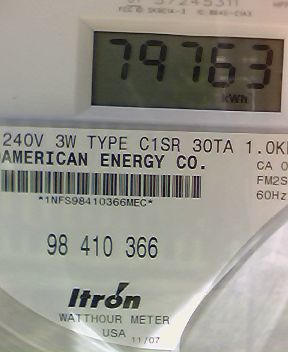 79763
kWh
240V 3W TYPE C1SR 30TA 1.0K
AMERICAN ENERGY CO.
CA 0
FM2S
60Hz
*1NFS98410366MEC*
98 410 366
Itrón
WATTHOUR METER
USA 11/07